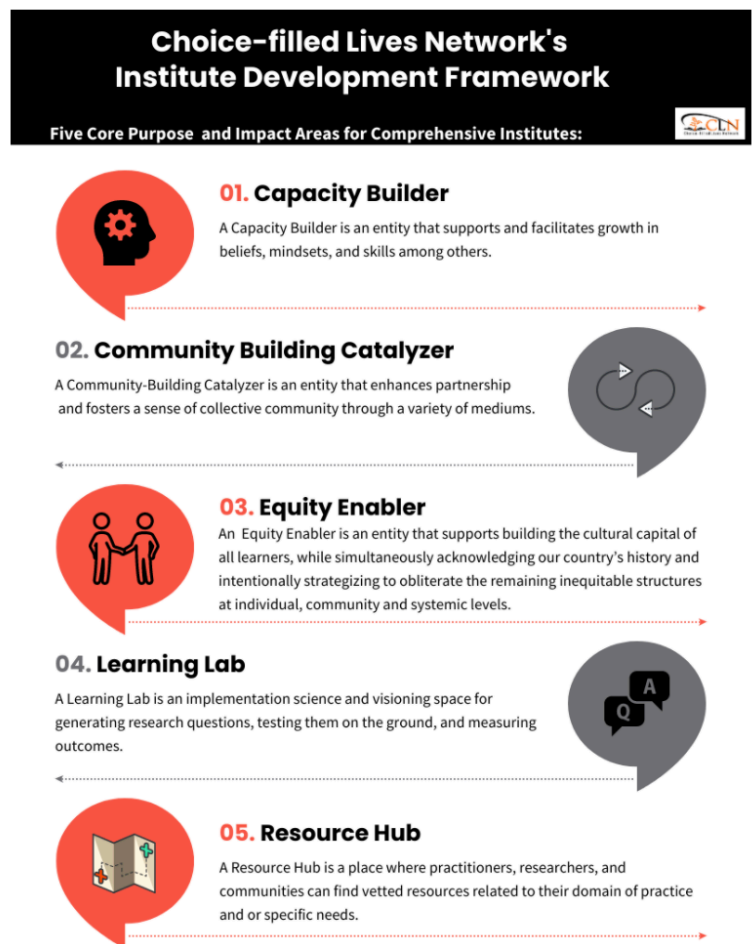 Choice-filled Lives Network's
Institute Development Framework
Five Core Purpose and Impact Areas for Comprehensive Institutes:
CLN
01. Capacity Builder
A Capacity Builder is an entity that supports and facilitates growth in
beliefs, mindsets, and skills among others.
02. Community Building Catalyzer
A Community-Building Catalyzer is an entity that enhances partnership
and fosters a sense of collective community through a variety of mediums.
03. Equity Enabler
An Equity Enabler is an entity that supports building the cultural capital of
all learners, while simultaneously acknowledging our country's history and
intentionally strategizing to obliterate the remaining inequitable structures
at individual, community and systemic levels.
04. Learning Lab
A Learning Lab is an implementation science and visioning space for
generating research questions, testing them on the ground, and measuring
outcomes.
A
Q
05. Resource Hub
A Resource Hub is a place where practitioners, researchers, and
communities can find vetted resources related to their domain of practice
and or specific needs.